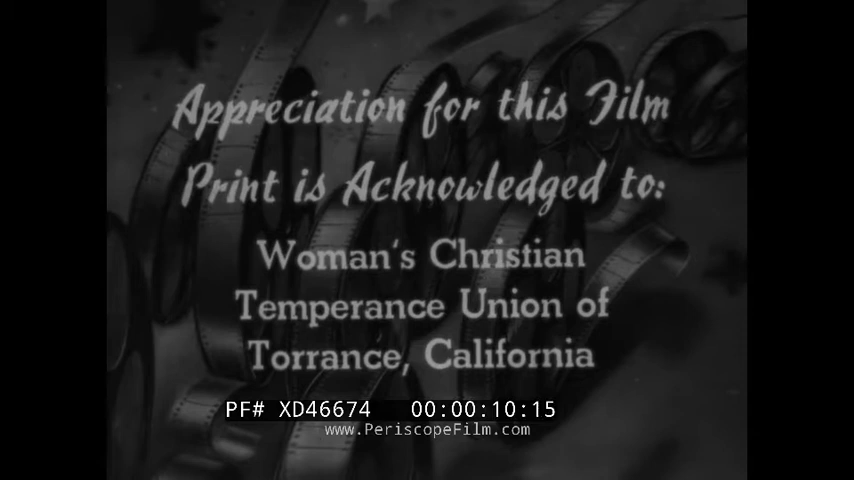 Appreciation for this Film
Print is Acknowledged to:
Woman's Christian
Temperance Union of
Torrance, California
PF# XD46674 00:00:10:15
www.PeriscopeFilm.com